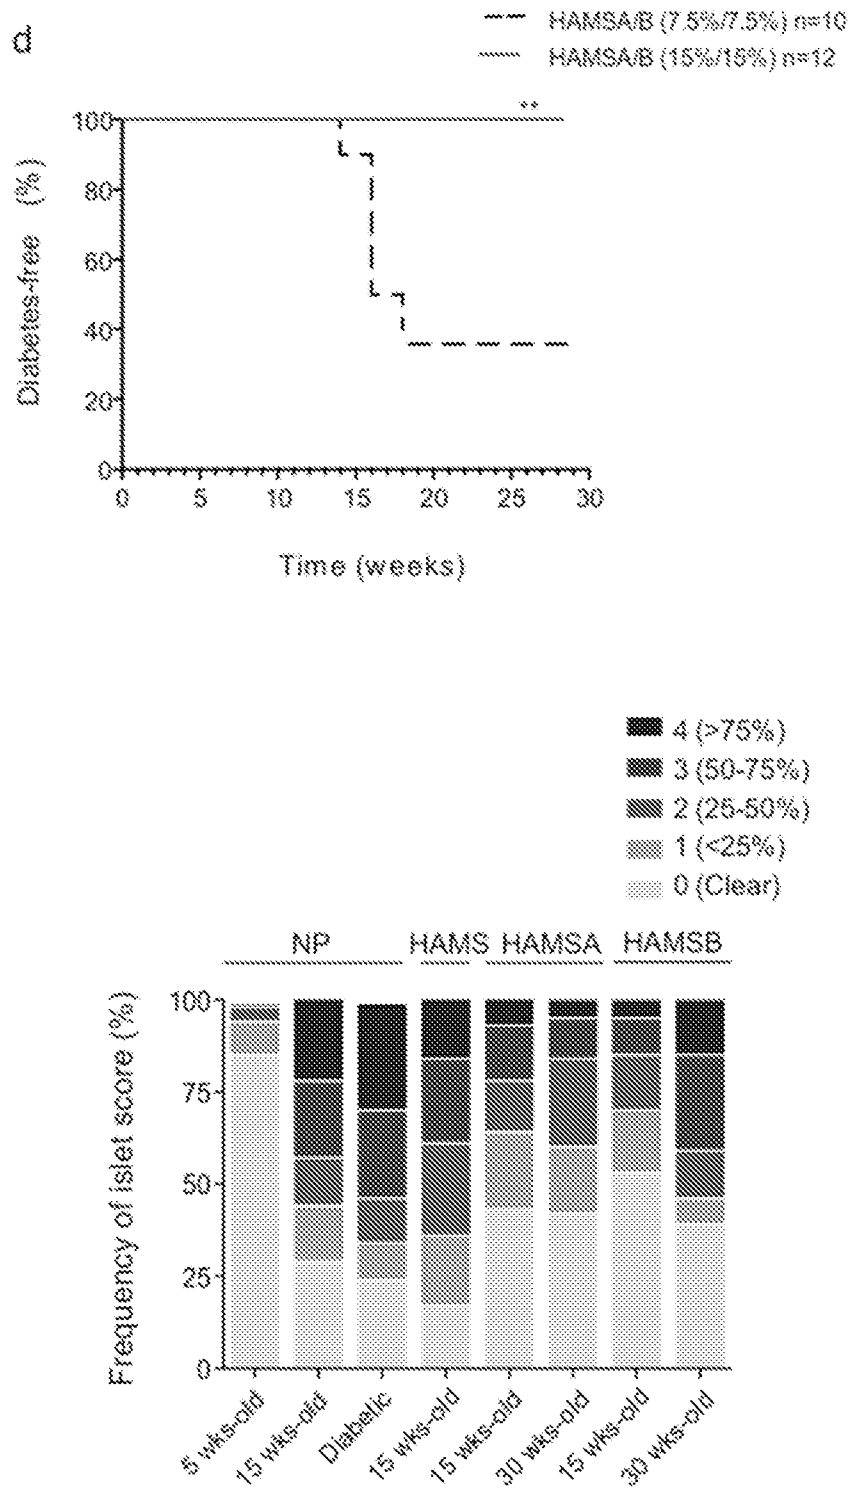 d
HAMSA/B (7.5%/7.5%) n=10
HAMSA/B (15%/15%) n=12
**
Diabetes-free (%)
100
80
60
40
20
0
0 5 10 15 20 25 30
Time (weeks)
4 (>75%)
3 (50-75%)
2 (25-50%)
1 (<25%)
0 (Clear)
NP HAMS HAMSA HAMSB
Frequency of islet score (%)
100
75
50
25
0
5 wks-old
15 wks-old
Diabetic
15 wks-old
15 wks-old
30 wks-old
15 wks-old
30 wks-old